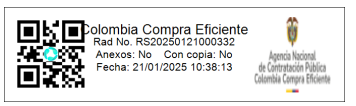 Colombia Compra Eficiente
Rad No. RS20250121000332
Anexos: No Con copia: No
Fecha: 21/01/2025 10:38:13
Agencia Nacional
de Contratación Pública
Colombia Compra Eficiente